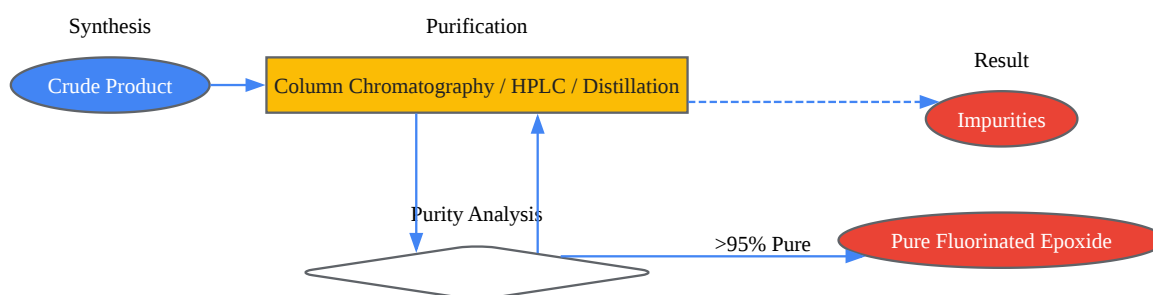 Synthesis
Purification
Result
Crude Product
Column Chromatography / HPLC / Distillation
Impurities
Purity Analysis
>95% Pure
Pure Fluorinated Epoxide